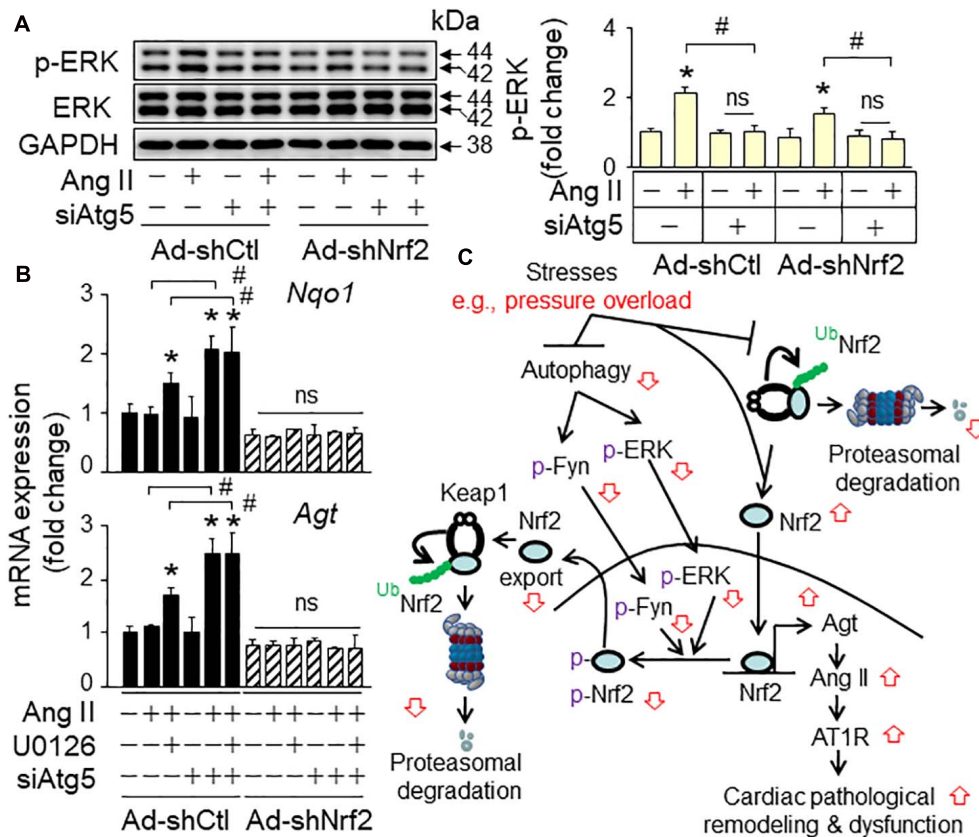 A
kDa
p-ERK
44
42
ERK
44
42
GAPDH
38
Ang II − + − + − + − +
siAtg5 − − + + − − + +
Ad-shCtl Ad-shNrf2
p-ERK
(fold change)
4
2
0
#
#
*
*
ns
ns
Ang II − + − + − + − +
siAtg5 − + − +
Ad-shCtl Ad-shNrf2
B
mRNA expression
(fold change)
3
2
1
0
Nqo1
#
#
* * *
ns
3
2
1
0
Agt
#
#
* * *
ns
Ang II − + + − + + − + + − + +
U0126 − − + − − + − − + − − +
siAtg5 − − − + + + − − − + + +
Ad-shCtl Ad-shNrf2
C
Stresses
e.g., pressure overload
Autophagy
Ub
Nrf2
Proteasomal
degradation
p-Fyn
p-ERK
Nrf2
Keap1
Nrf2
export
Ub
Nrf2
p-ERK
p-Fyn
p-
p-Nrf2
Nrf2
Agt
Ang II
AT1R
Proteasomal
degradation
Cardiac pathological
remodeling & dysfunction